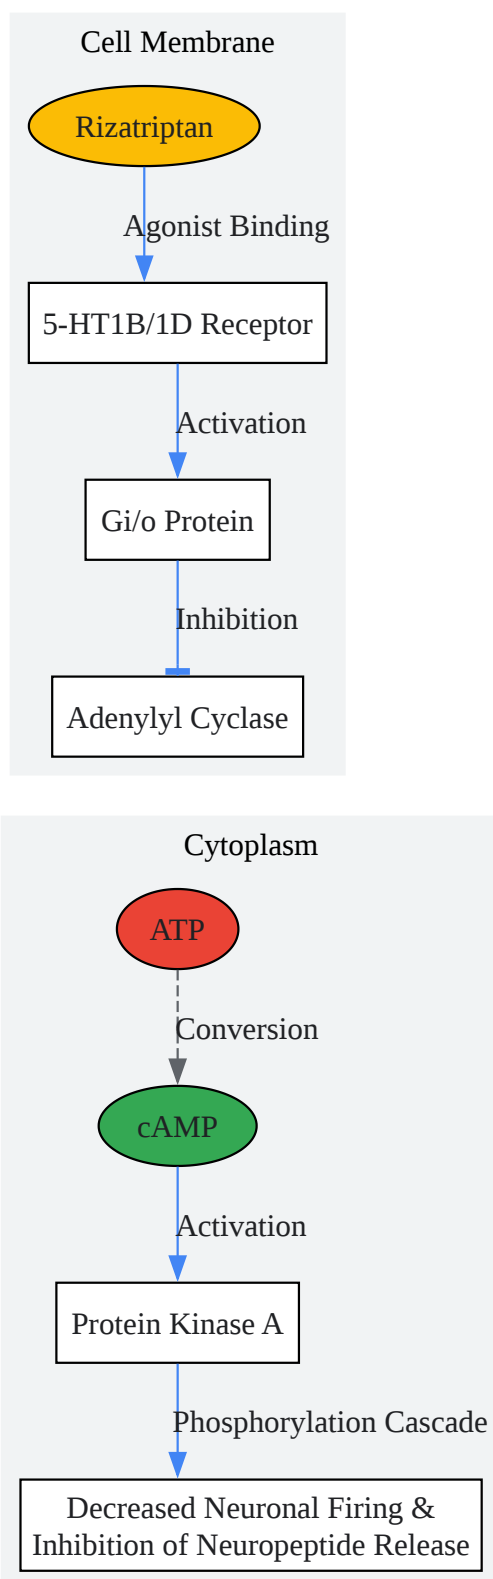 Cell Membrane
Rizatriptan
Agonist Binding
5-HT1B/1D Receptor
Activation
Gi/o Protein
Inhibition
Adenylyl Cyclase
Cytoplasm
ATP
Conversion
cAMP
Activation
Protein Kinase A
Phosphorylation Cascade
Decreased Neuronal Firing &
Inhibition of Neuropeptide Release